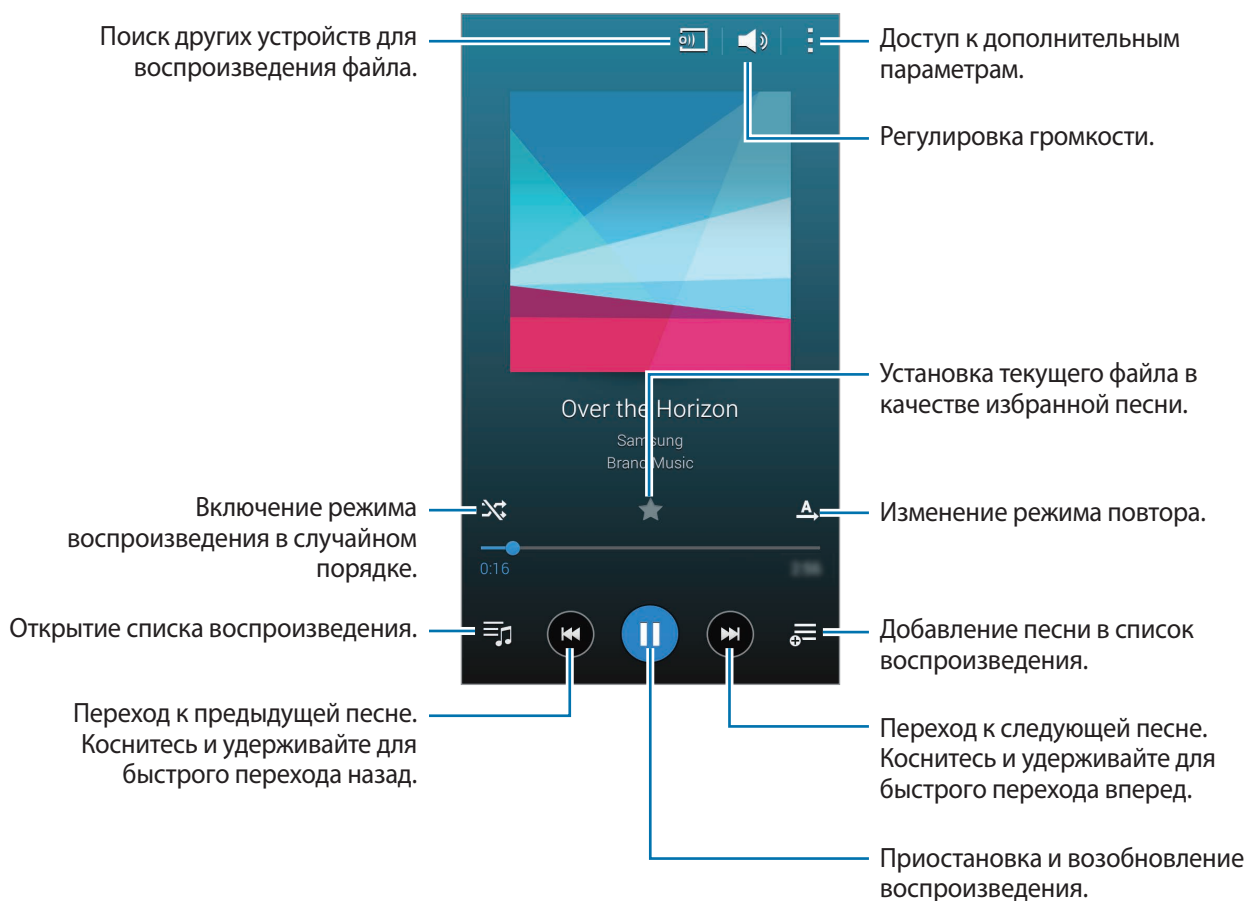 Поиск других устройств для
воспроизведения файла.
Доступ к дополнительным
параметрам.
Регулировка громкости.
Установка текущего файла в
качестве избранной песни.
Over the Horizon
Samsung
Brand Music
Включение режима
воспроизведения в случайном
порядке.
A
Изменение режима повтора.
0:16
Открытие списка воспроизведения.
Добавление песни в список
воспроизведения.
Переход к предыдущей песне.
Коснитесь и удерживайте для
быстрого перехода назад.
Переход к следующей песне.
Коснитесь и удерживайте для
быстрого перехода вперед.
Приостановка и возобновление
воспроизведения.